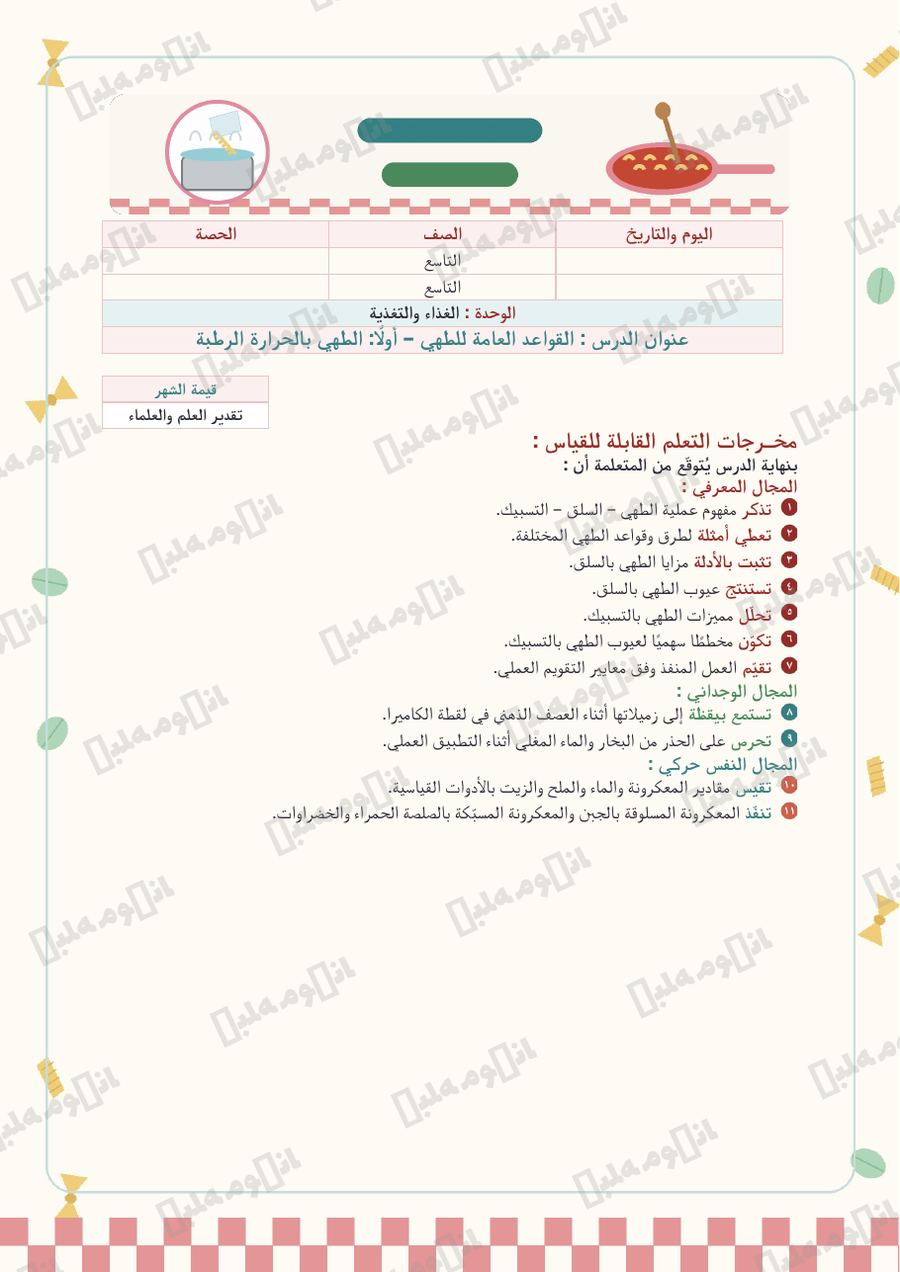 اليوم والتاريخ الصف الحصة
التاسع
التاسع
الوحدة : الغذاء والتغذية
عنوان الدرس : القواعد العامة للطهي – أولًا: الطهي بالحرارة الرطبة
قيمة الشهر
تقدير العلم والعلماء
مخـرجات التعلم القابلة للقياس :
بنهاية الدرس يُتوقّع من المتعلمة أن :
المجال المعرفي :
١ تذكر مفهوم عملية الطهي – السلق – التسبيك.
٢ تعطي أمثلة لطرق وقواعد الطهي المختلفة.
٣ تثبت بالأدلة مزايا الطهي بالسلق.
٤ تستنتج عيوب الطهي بالسلق.
٥ تحلّل مميزات الطهي بالتسبيك.
٦ تكوّن مخططًا سهميًا لعيوب الطهي بالتسبيك.
٧ تقيّم العمل المنفذ وفق معايير التقويم العملي.
المجال الوجداني :
٨ تستمع بيقظة إلى زميلاتها أثناء العصف الذهني في لقطة الكاميرا.
٩ تحرص على الحذر من البخار والماء المغلي أثناء التطبيق العملي.
المجال النفس حركي :
١٠ تقيس مقادير المعكرونة والماء والملح والزيت بالأدوات القياسية.
١١ تنفّذ المعكرونة المسلوقة بالجبن والمعكرونة المسبّكة بالصلصة الحمراء والخضراوات.